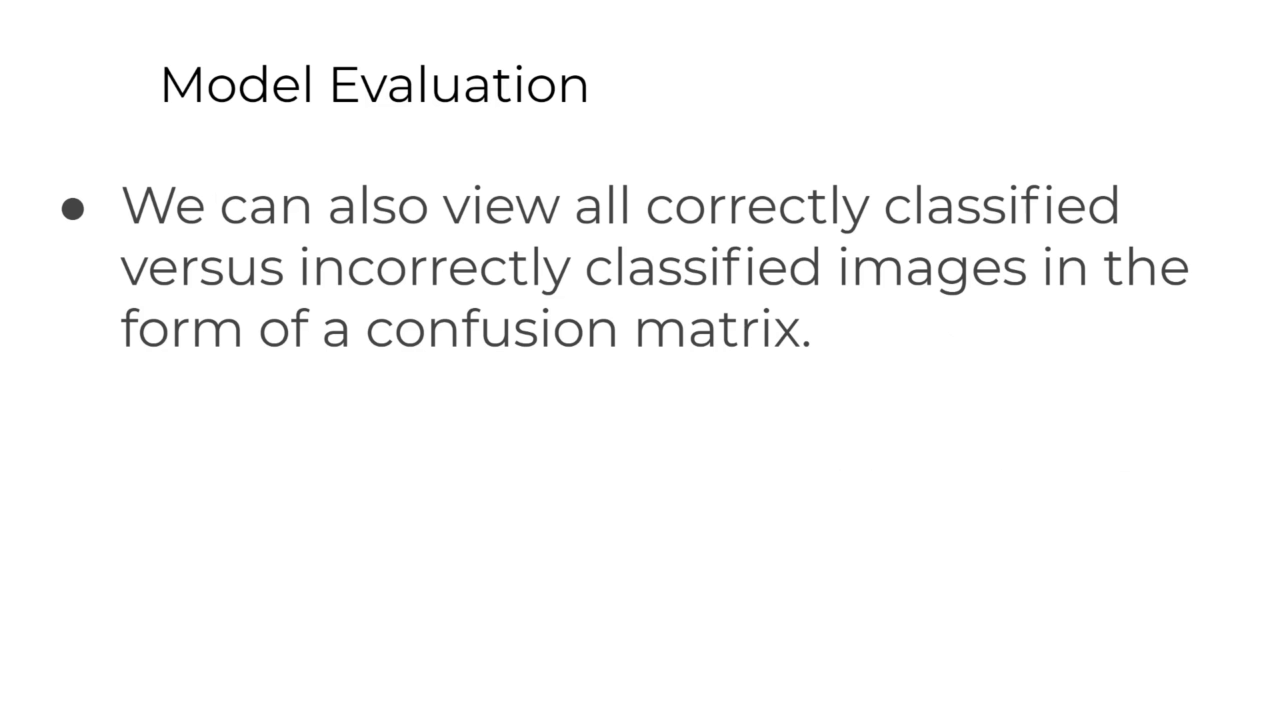 Model Evaluation
● We can also view all correctly classified
versus incorrectly classified images in the
form of a confusion matrix.